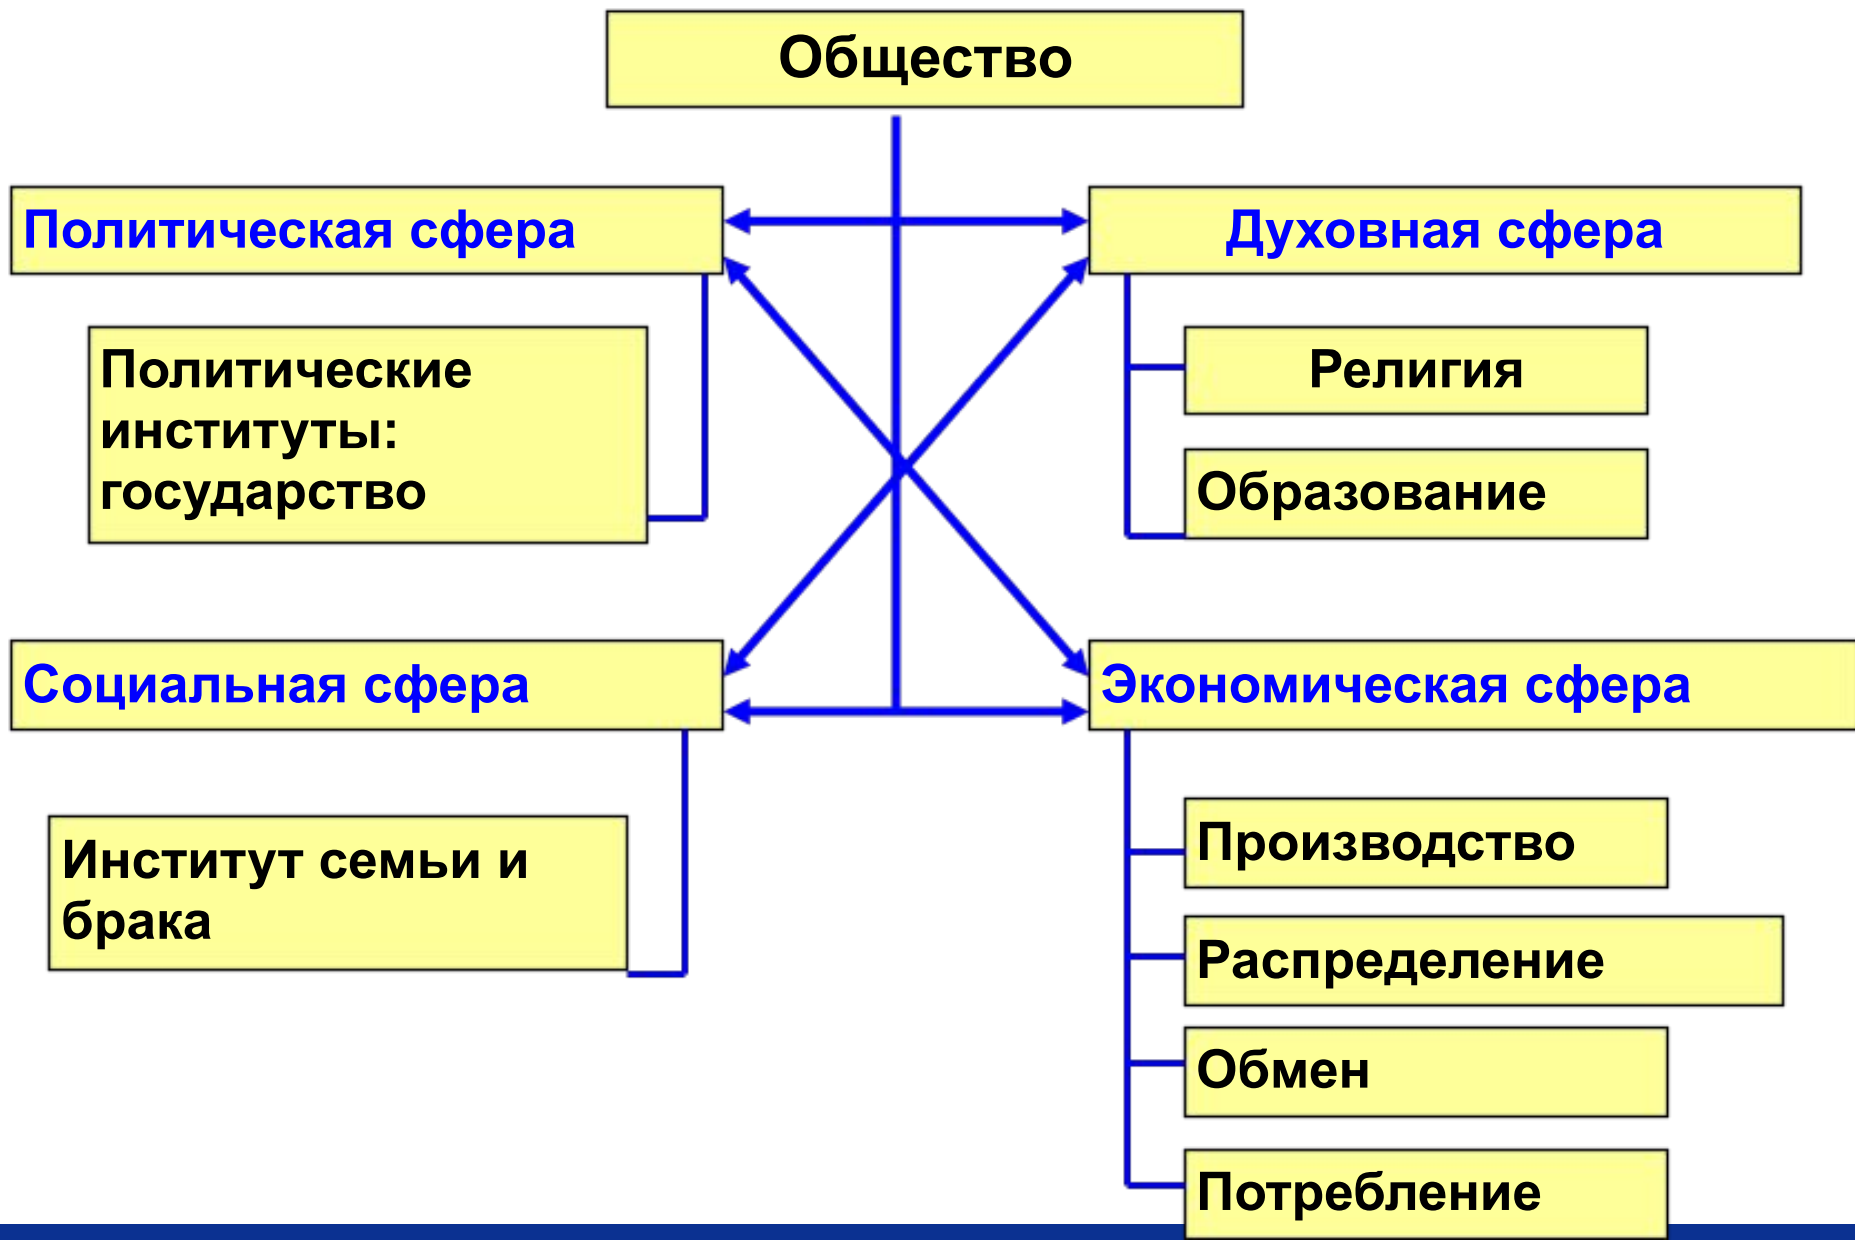 Общество
Политическая сфера
Духовная сфера
Политические
институты:
государство
Религия
Образование
Социальная сфера
Экономическая сфера
Институт семьи и
брака
Производство
Распределение
Обмен
Потребление